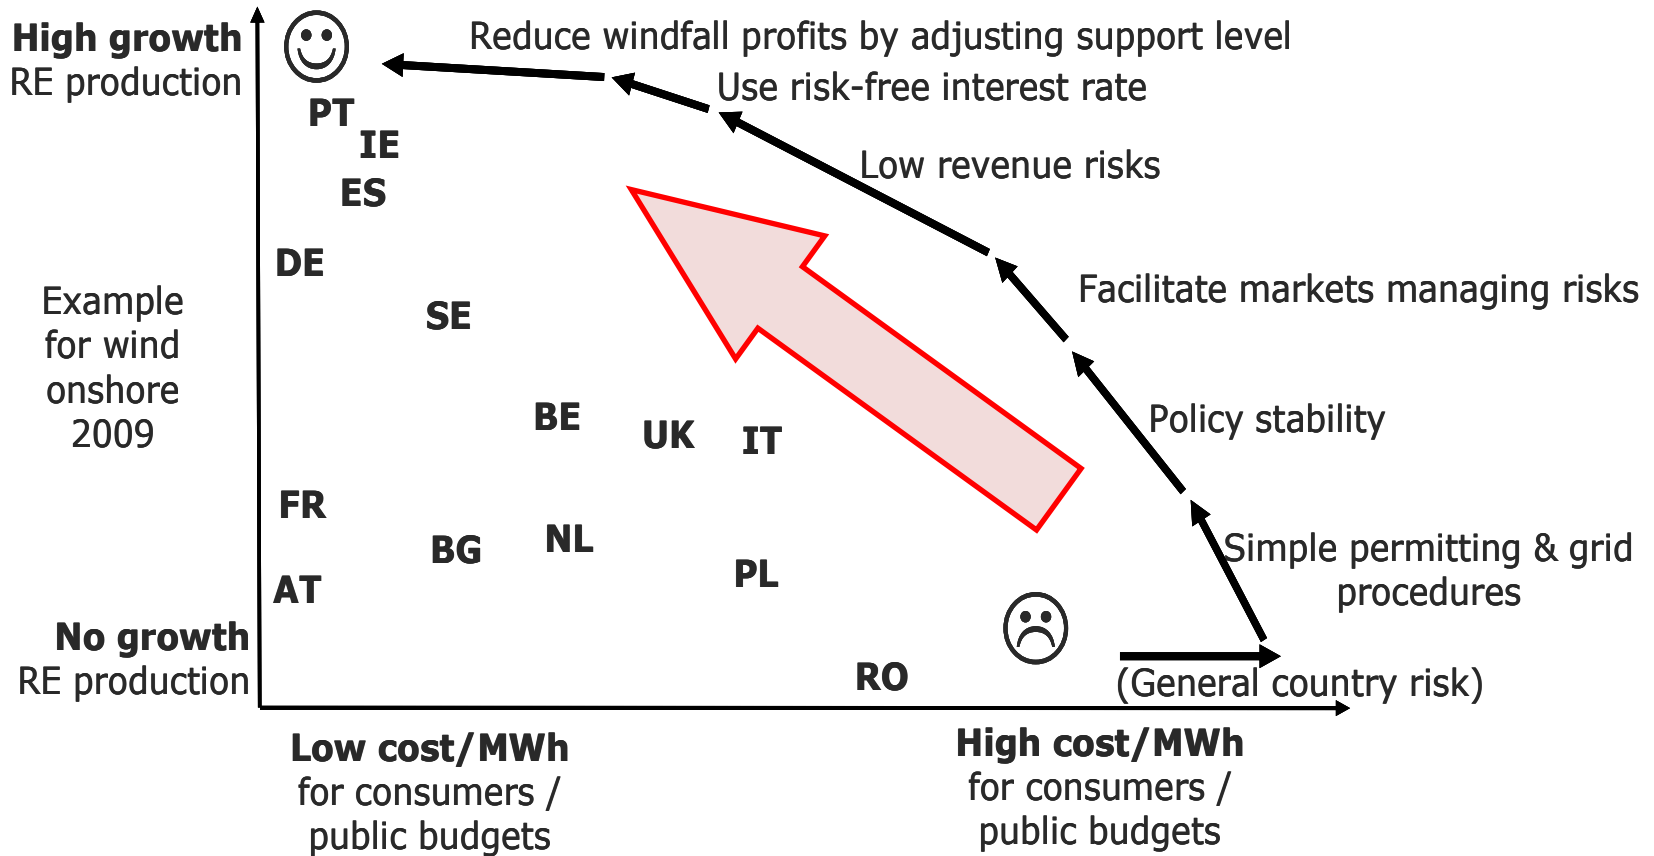 High growth
RE production
Reduce windfall profits by adjusting support level
Use risk-free interest rate
PT
IE
Low revenue risks
ES
DE
Facilitate markets managing risks
Example
for wind
onshore
2009
SE
BE
UK
IT
Policy stability
FR
BG
NL
PL
Simple permitting & grid
procedures
AT
No growth
RE production
RO
(General country risk)
Low cost/MWh
for consumers /
public budgets
High cost/MWh
for consumers /
public budgets